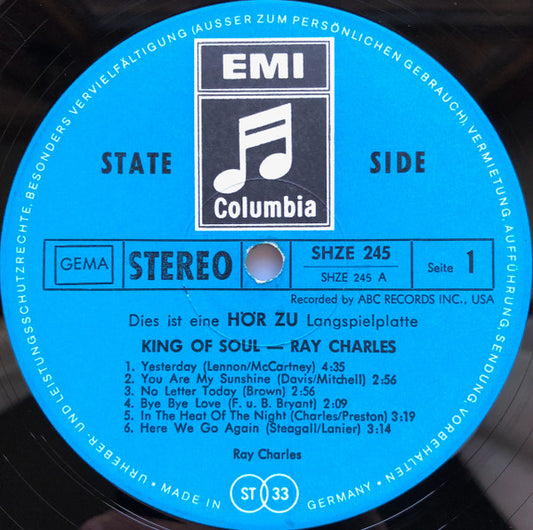 EMI
Columbia
STATE SIDE
GEMA
STEREO
SHZE 245
SHZE 245 A
Seite 1
Recorded by ABC RECORDS INC., USA
Dies ist eine HÖR ZU Langspielplatte
KING OF SOUL — RAY CHARLES
1. Yesterday (Lennon/McCartney) 4:35
2. You Are My Sunshine (Davis/Mitchell) 2:56
3. No Letter Today (Brown) 2:56
4. Bye Bye Love (F. u. B. Bryant) 2:09
5. In The Heat Of The Night (Charles/Preston) 3:19
6. Here We Go Again (Steagall/Lanier) 3:14
Ray Charles
URHEBER- UND LEISTUNGSSCHUTZRECHTE, BESONDERS VERVIELFÄLTIGUNG (AUSSER ZUM PERSÖNLICHEN GEBRAUCH), VERMIETUNG, AUFFÜHRUNG, SENDUNG, VORBEHALTEN
MADE IN ST 33 GERMANY